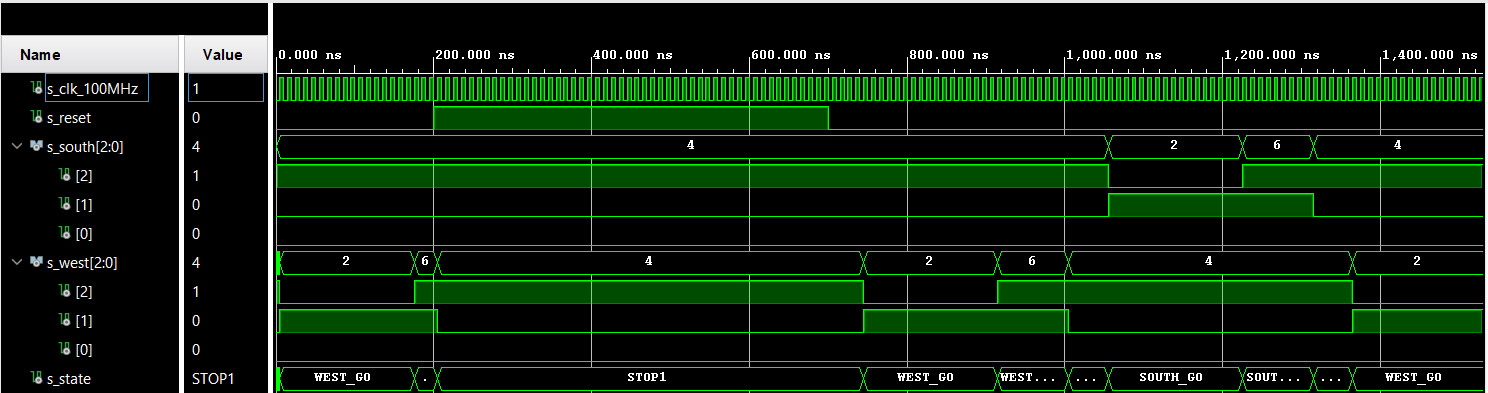 Name Value
0.000 ns 200.000 ns 400.000 ns 600.000 ns 800.000 ns 1,000.000 ns 1,200.000 ns 1,400.000 ns
s_clk_100MHz 1
s_reset 0
s_south[2:0] 4 4 2 6 4
[2] 1
[1] 0
[0] 0
s_west[2:0] 4 2 6 4 2 6 4 2
[2] 1
[1] 0
[0] 0
s_state STOP1 WEST_GO . STOP1 WEST_GO WEST... ... SOUTH_GO SOUT... ... WEST_GO